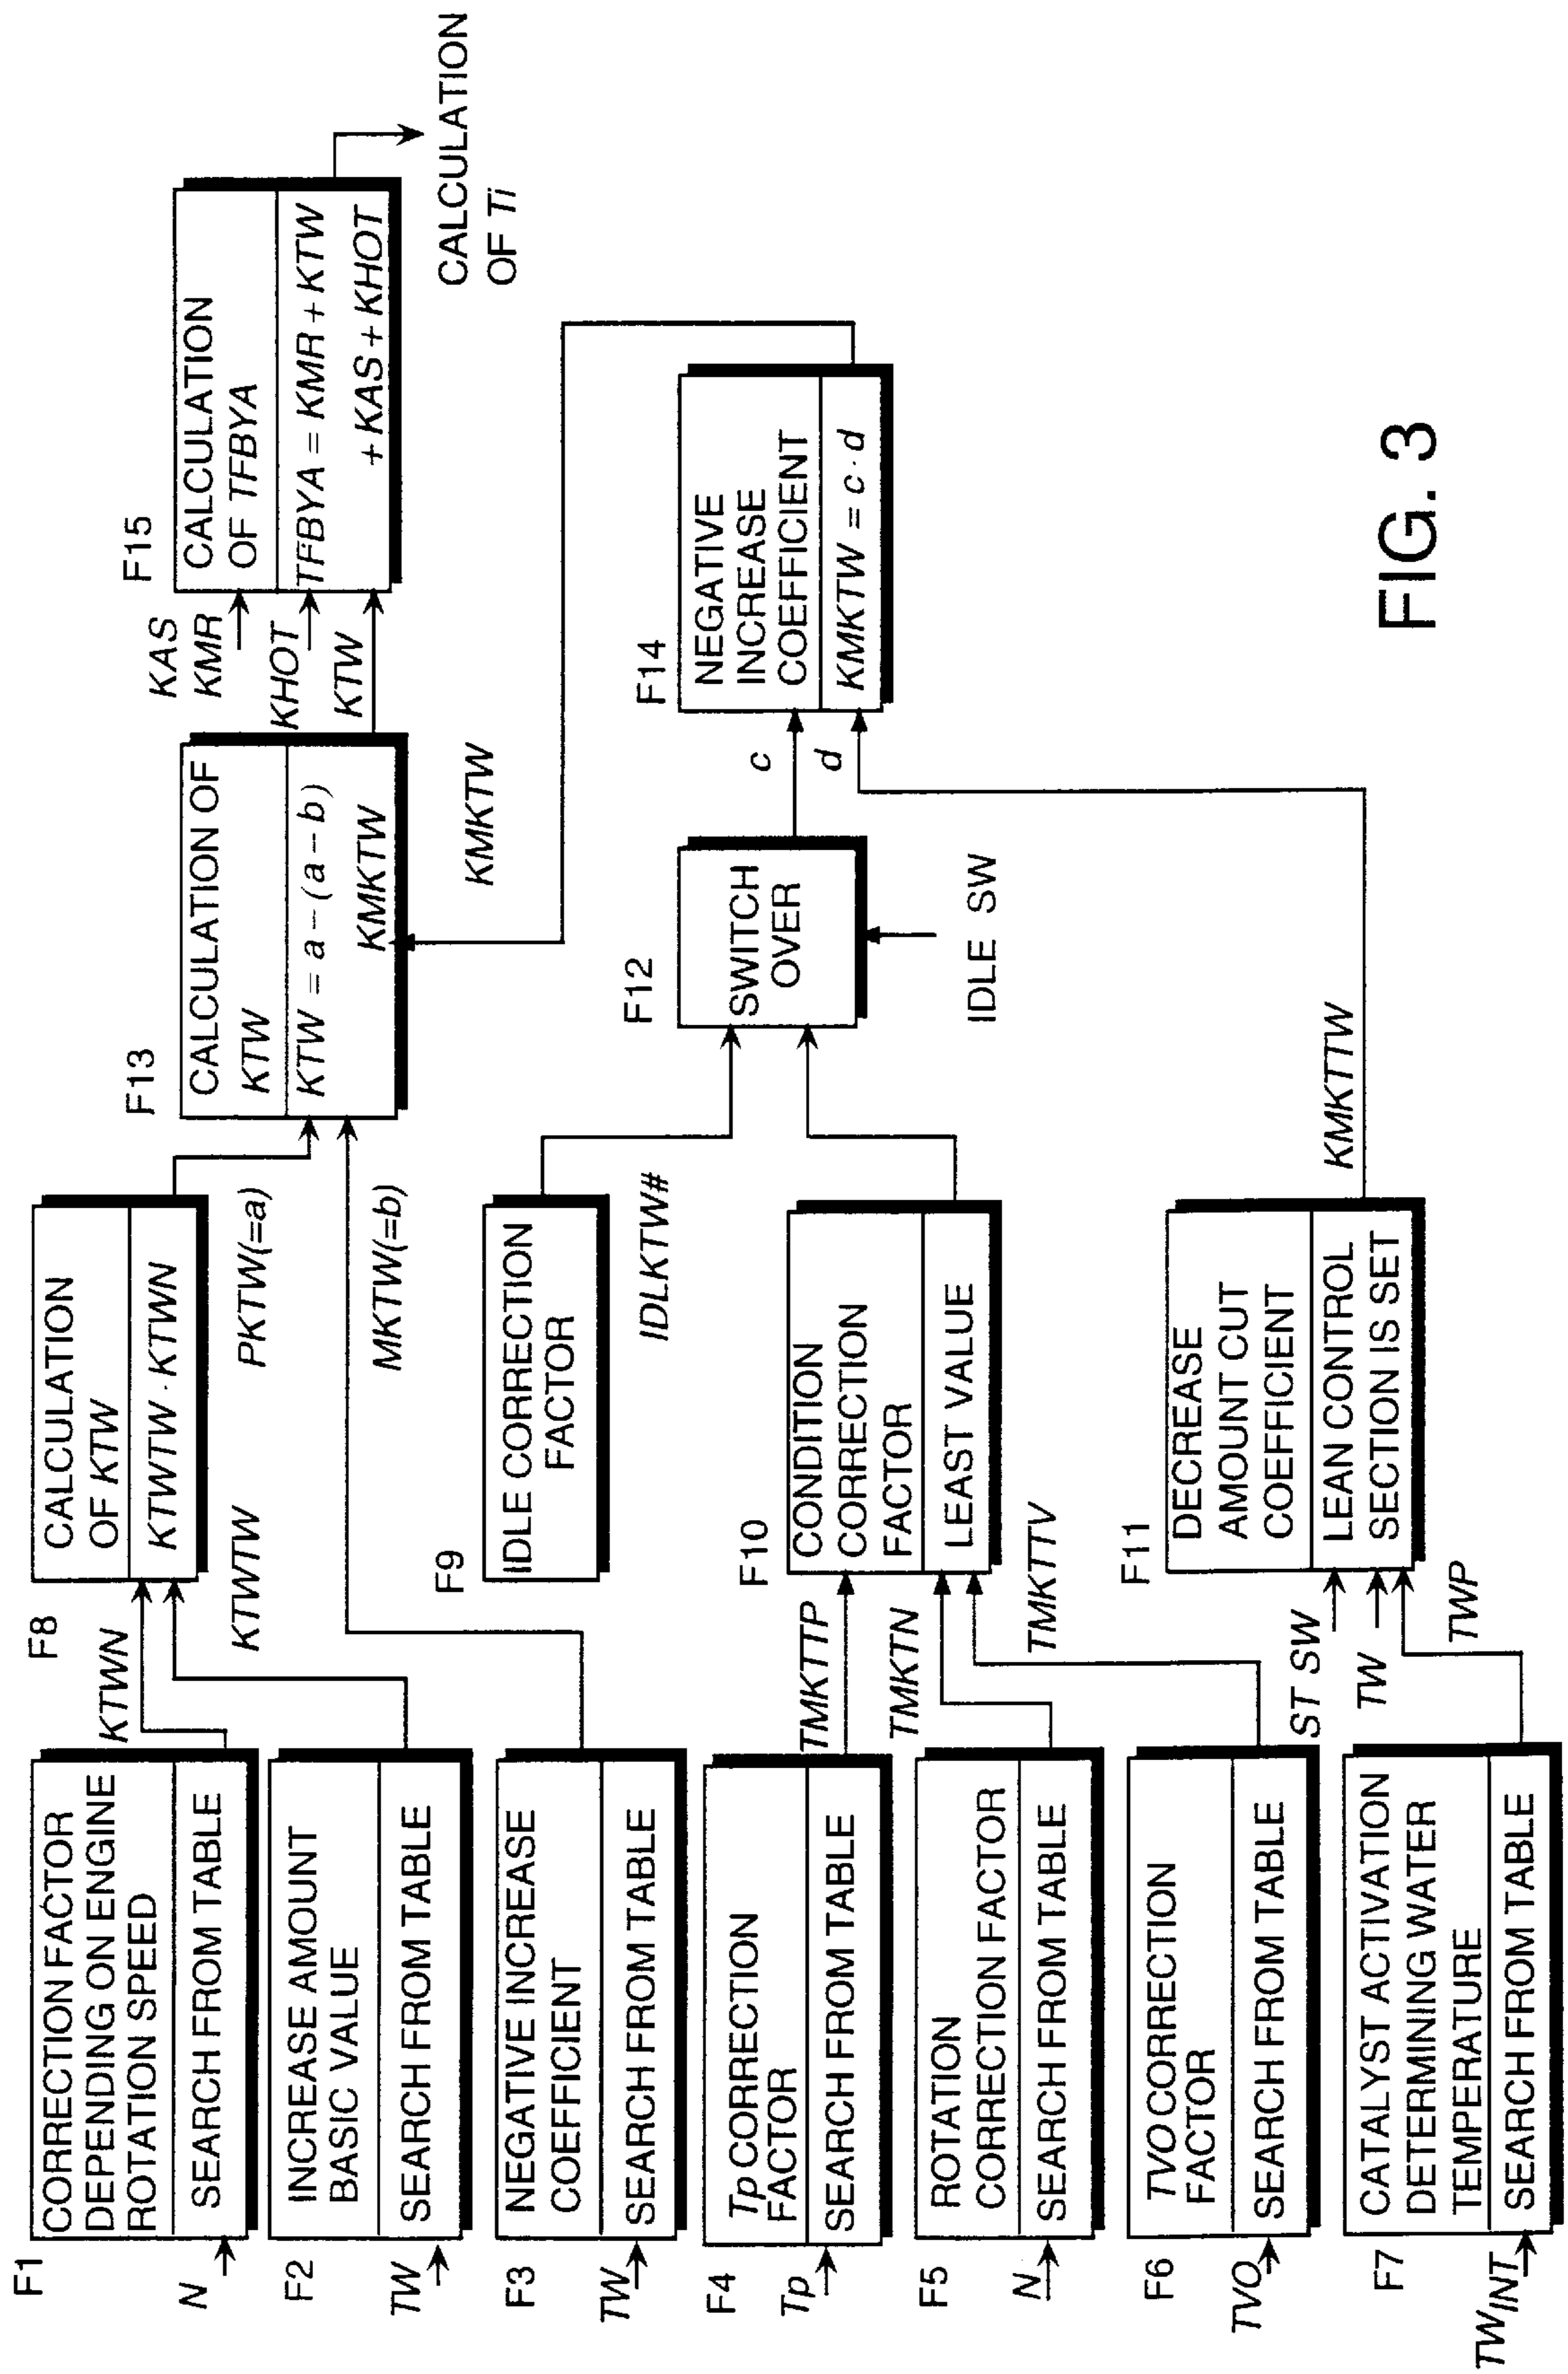 F1
CORRECTION FACTOR
DEPENDING ON ENGINE
ROTATION SPEED
SEARCH FROM TABLE
N
KTWN
F2
INCREASE AMOUNT
BASIC VALUE
SEARCH FROM TABLE
TW
KTWTW
F3
NEGATIVE INCREASE
COEFFICIENT
SEARCH FROM TABLE
TW
F4
Tp CORRECTION
FACTOR
SEARCH FROM TABLE
Tp
TMKTTP
F5
ROTATION
CORRECTION FACTOR
SEARCH FROM TABLE
N
TMKTN
F6
TVO CORRECTION
FACTOR
SEARCH FROM TABLE
TVO
TMKTTV
F7
CATALYST ACTIVATION
DETERMINING WATER
TEMPERATURE
SEARCH FROM TABLE
TWINT
ST SW
TW
TWP
F8
CALCULATION
OF KTW
KTWTW · KTWN
PKTW(=a)
MKTW(=b)
F9
IDLE CORRECTION
FACTOR
IDLKTW#
F10
CONDITION
CORRECTION
FACTOR
LEAST VALUE
F11
DECREASE
AMOUNT CUT
COEFFICIENT
LEAN CONTROL
SECTION IS SET
KMKTTW
F12
SWITCH
OVER
IDLE SW
F13
CALCULATION OF
KTW
KTW = a - (a - b)
KMKTW
KMKTW
c
d
F14
NEGATIVE
INCREASE
COEFFICIENT
KMKTW = c · d
KAS
KMR
KHOT
KTW
F15
CALCULATION
OF TFBYA
TFBYA = KMR + KTW
+ KAS + KHOT
CALCULATION
OF Ti
FIG. 3